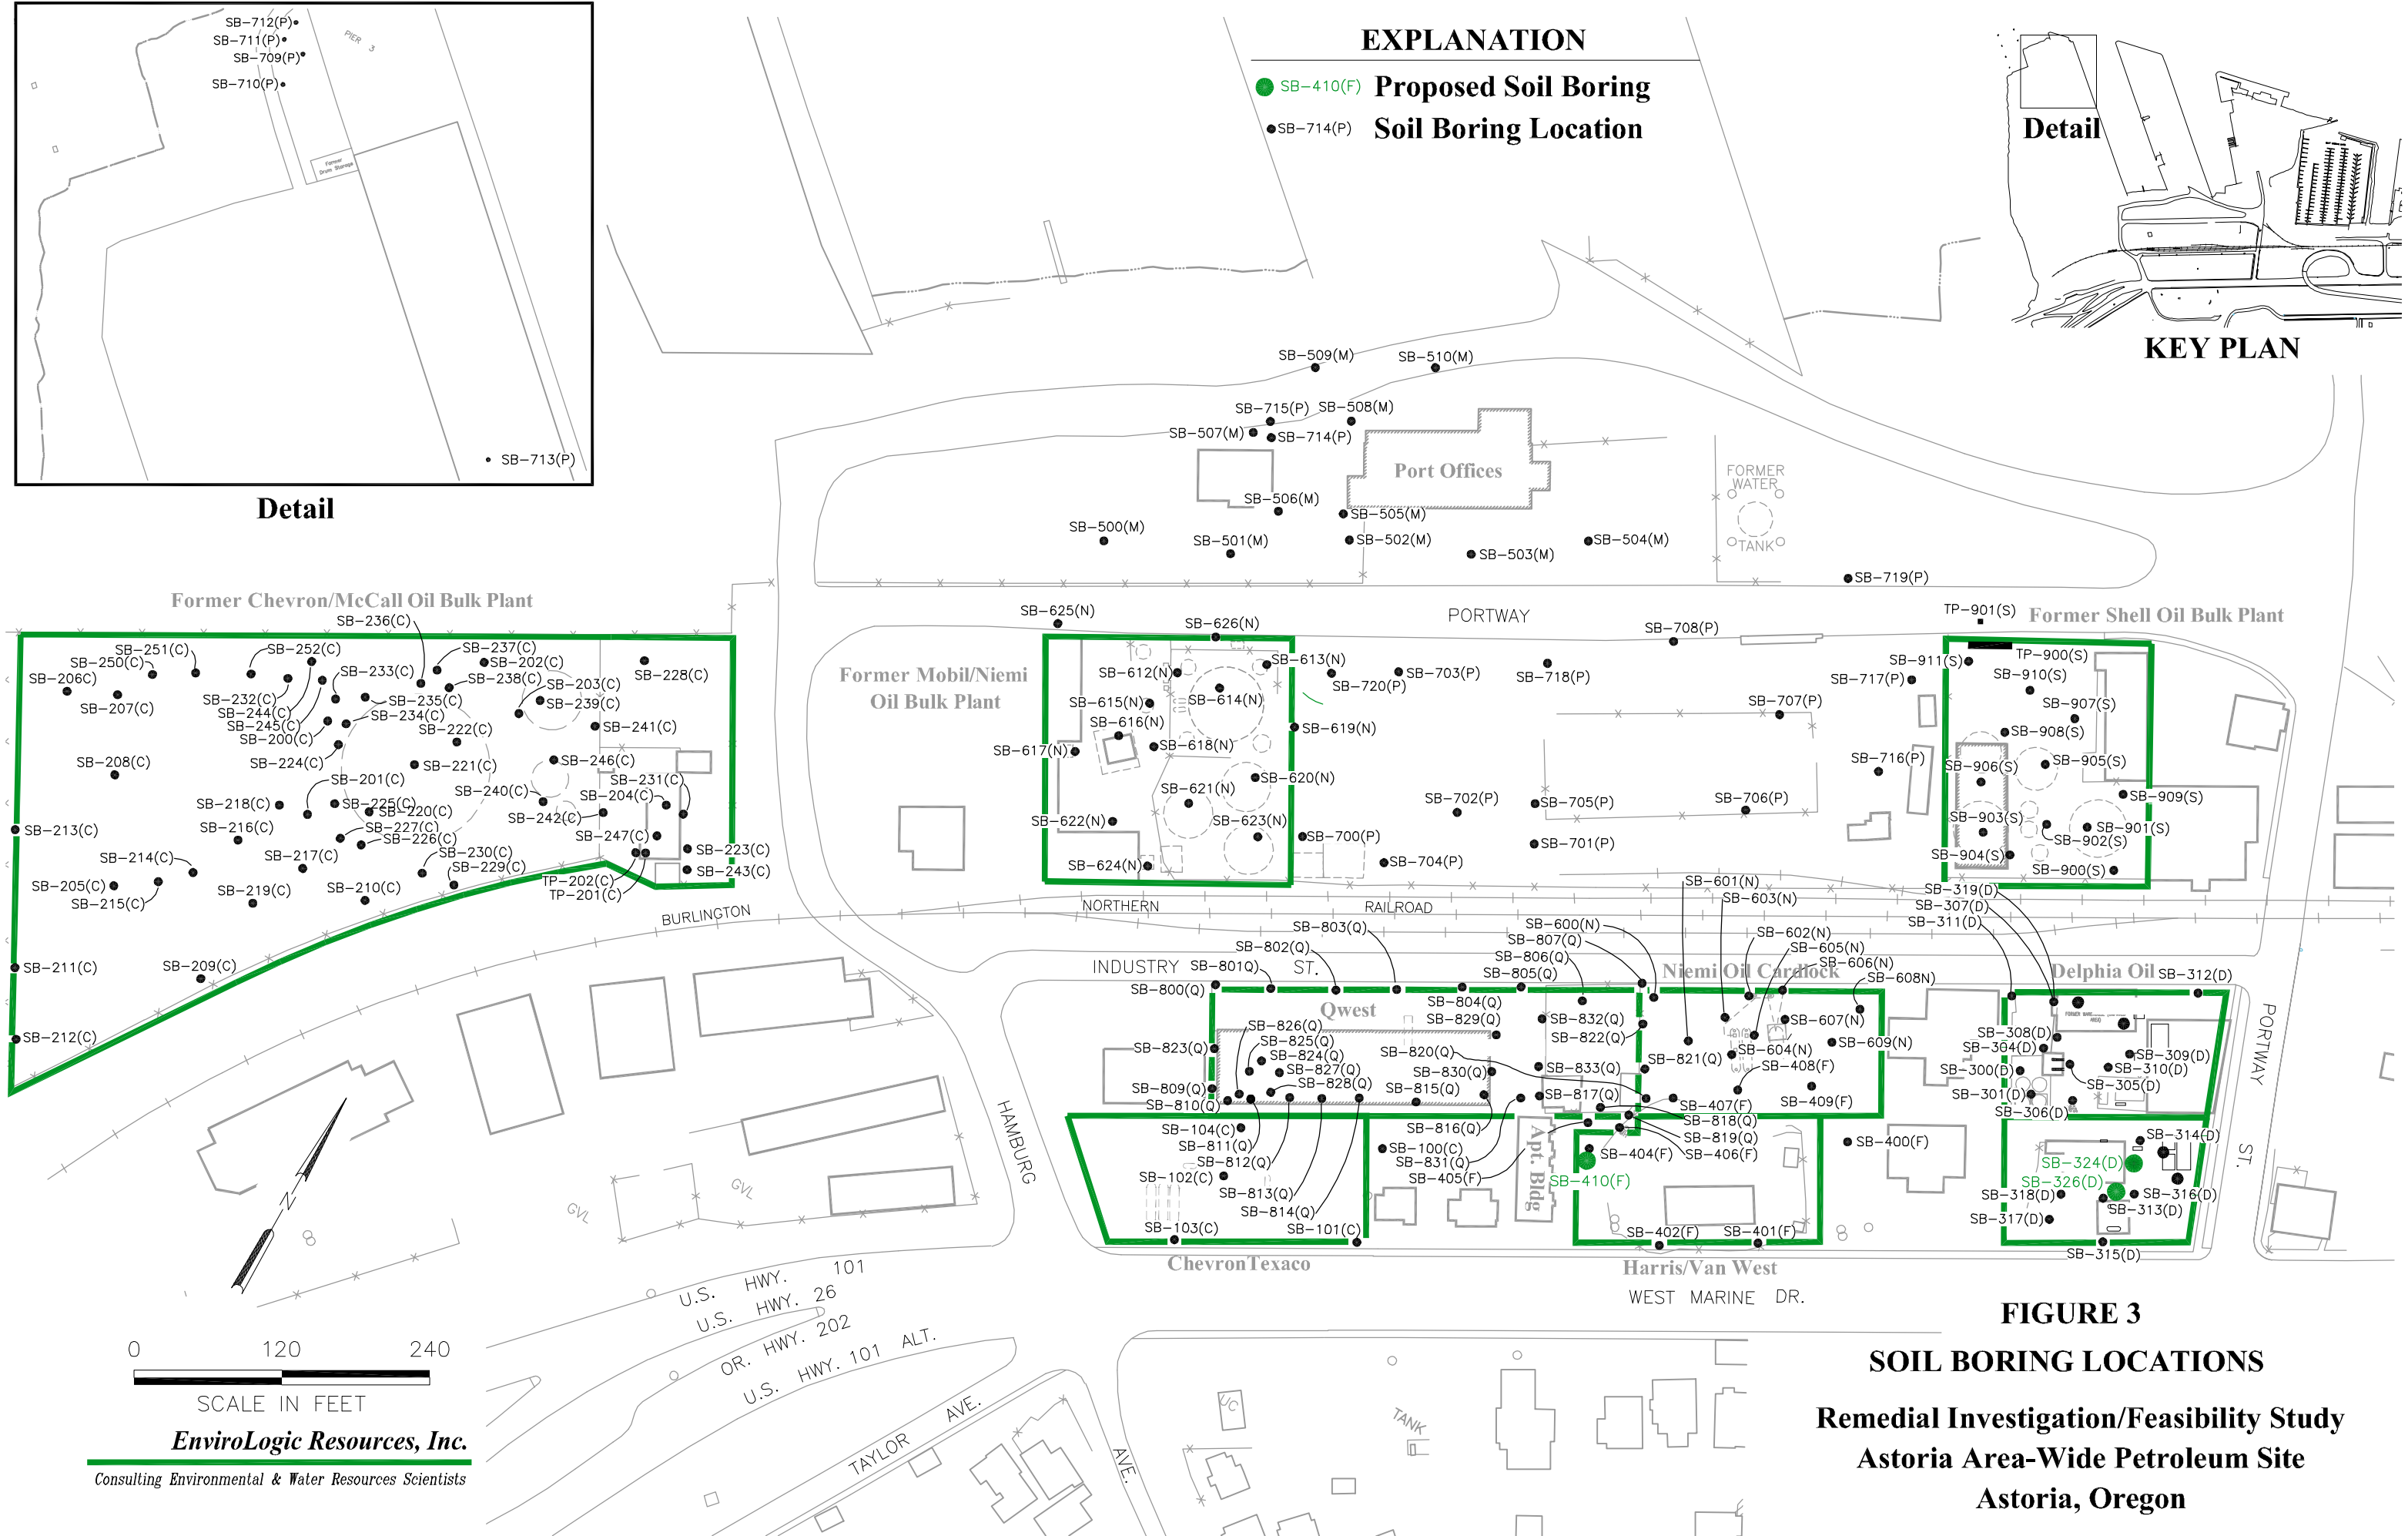 SB-712(P)
SB-711(P)
SB-709(P)
SB-710(P)
PIER 3
Former
Drum Storage
SB-713(P)
Detail
EXPLANATION
SB-410(F) Proposed Soil Boring
SB-714(P) Soil Boring Location
Detail
KEY PLAN
SB-509(M)
SB-510(M)
SB-715(P)
SB-508(M)
SB-507(M)
SB-714(P)
Port Offices
SB-506(M)
SB-505(M)
SB-500(M)
SB-501(M)
SB-502(M)
SB-503(M)
SB-504(M)
FORMER
WATER
TANK
SB-719(P)
PORTWAY
Former Chevron/McCall Oil Bulk Plant
SB-236(C)
SB-251(C)
SB-250(C)
SB-252(C)
SB-237(C)
SB-202(C)
SB-206(C)
SB-207(C)
SB-233(C)
SB-238(C)
SB-203(C)
SB-228(C)
SB-232(C)
SB-244(C)
SB-245(C)
SB-200(C)
SB-235(C)
SB-234(C)
SB-239(C)
SB-222(C)
SB-241(C)
SB-224(C)
SB-208(C)
SB-221(C)
SB-246(C)
SB-201(C)
SB-231(C)
SB-240(C)
SB-204(C)
SB-218(C)
SB-225(C)
SB-220(C)
SB-242(C)
SB-213(C)
SB-216(C)
SB-227(C)
SB-226(C)
SB-247(C)
SB-223(C)
SB-214(C)
SB-217(C)
SB-230(C)
SB-229(C)
SB-243(C)
SB-205(C)
SB-215(C)
SB-219(C)
SB-210(C)
TP-202(C)
TP-201(C)
SB-211(C)
SB-209(C)
SB-212(C)
Former Mobil/Niemi
Oil Bulk Plant
SB-625(N)
SB-626(N)
SB-612(N)
SB-613(N)
SB-614(N)
SB-615(N)
SB-616(N)
SB-617(N)
SB-618(N)
SB-619(N)
SB-620(N)
SB-621(N)
SB-622(N)
SB-623(N)
SB-624(N)
SB-720(P)
SB-703(P)
SB-718(P)
SB-708(P)
SB-707(P)
SB-717(P)
SB-716(P)
SB-702(P)
SB-705(P)
SB-706(P)
SB-700(P)
SB-701(P)
SB-704(P)
TP-901(S)
Former Shell Oil Bulk Plant
SB-911(S)
TP-900(S)
SB-910(S)
SB-907(S)
SB-908(S)
SB-906(S)
SB-905(S)
SB-909(S)
SB-903(S)
SB-901(S)
SB-902(S)
SB-904(S)
SB-900(S)
BURLINGTON
NORTHERN
RAILROAD
INDUSTRY ST.
SB-803(Q)
SB-802(Q)
SB-801Q)
SB-800(Q)
SB-600(N)
SB-807(Q)
SB-806(Q)
SB-805(Q)
SB-804(Q)
SB-601(N)
SB-603(N)
SB-602(N)
SB-605(N)
SB-606(N)
SB-608N)
SB-319(D)
SB-307(D)
SB-311(D)
Niemi Oil Cardlock
Delphia Oil
SB-312(D)
Qwest
SB-826(Q)
SB-825(Q)
SB-824(Q)
SB-827(Q)
SB-828(Q)
SB-823(Q)
SB-809(Q)
SB-810(Q)
SB-829(Q)
SB-820(Q)
SB-830(Q)
SB-815(Q)
SB-832(Q)
SB-822(Q)
SB-833(Q)
SB-821(Q)
SB-817(Q)
SB-607(N)
SB-609(N)
SB-604(N)
SB-408(F)
SB-407(F)
SB-409(F)
SB-308(D)
SB-304(D)
SB-300(D)
SB-301(D)
SB-306(D)
SB-309(D)
SB-310(D)
SB-305(D)
SB-104(C)
SB-811(Q)
SB-812(Q)
SB-102(C)
SB-813(Q)
SB-814(Q)
SB-103(C)
SB-101(C)
SB-100(C)
SB-816(Q)
SB-831(Q)
SB-405(F)
Apt. Bldg
SB-818(Q)
SB-819(Q)
SB-404(F)
SB-406(F)
SB-410(F)
SB-402(F)
SB-401(F)
SB-400(F)
SB-314(D)
SB-324(D)
SB-326(D)
SB-318(D)
SB-316(D)
SB-313(D)
SB-317(D)
SB-315(D)
ChevronTexaco
Harris/Van West
HAMBURG
AVE.
PORTWAY
ST.
WEST MARINE DR.
GVL
GVL
N
U.S. HWY. 101
U.S. HWY. 26
OR. HWY. 202
U.S. HWY. 101 ALT.
TAYLOR AVE.
UC
TANK
0 120 240
SCALE IN FEET
EnviroLogic Resources, Inc.
Consulting Environmental & Water Resources Scientists
FIGURE 3
SOIL BORING LOCATIONS
Remedial Investigation/Feasibility Study
Astoria Area-Wide Petroleum Site
Astoria, Oregon